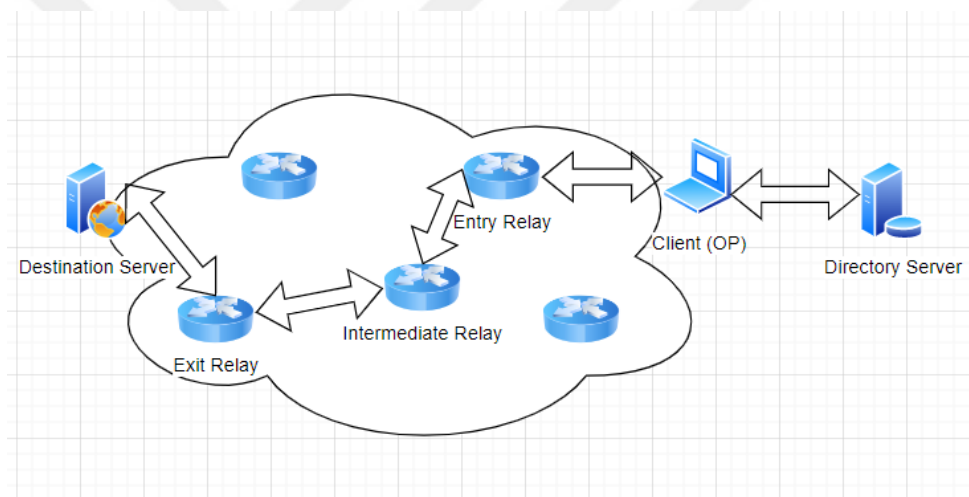 Entry Relay
Client (OP)
Destination Server
Directory Server
Intermediate Relay
Exit Relay